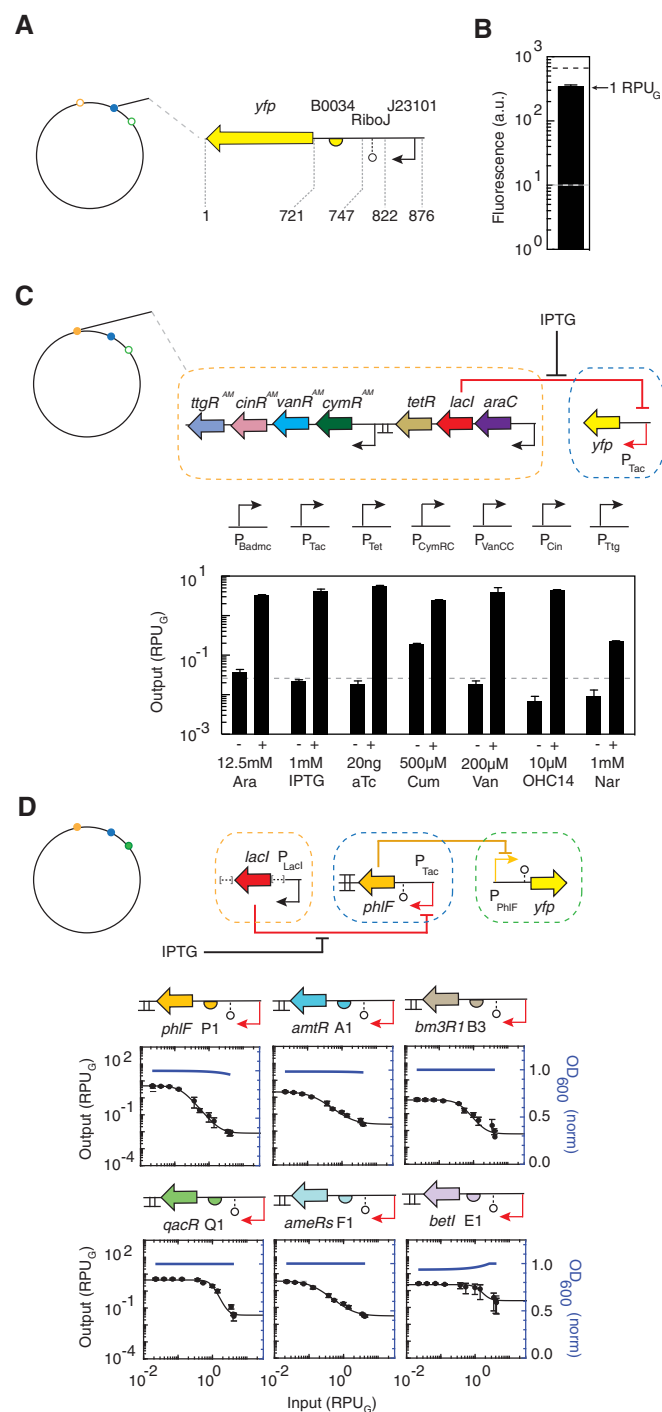 A
yfp B0034 J23101
RiboJ
1 721 747 822 876
B
10³
10²
10¹
10⁰
Fluorescence (a.u.)
1 RPU_G
C
IPTG
ttgR^AM cinR^AM vanR^AM cymR^AM tetR lacI araC
yfp
P_Tac
P_Badmc P_Tac P_Tet P_CymRC P_VanCC P_Cin P_Ttg
Output (RPU_G)
10¹
10⁻¹
10⁻³
- + - + - + - + - + - + - +
12.5mM 1mM 20ng 500µM 200µM 10µM 1mM
Ara IPTG aTc Cum Van OHC14 Nar
D
lacI P_LacI
P_Tac
phlF
P_PhlF yfp
IPTG
phlF P1 amtR A1 bm3R1 B3
Output (RPU_G)
10²
10⁰
10⁻²
10⁻⁴
1.0
0.5
0.0
OD_600 (norm)
qacR Q1 ameRs F1 betI E1
Output (RPU_G)
10²
10⁰
10⁻²
10⁻⁴
1.0
0.5
0.0
OD_600 (norm)
10⁻² 10⁰ 10² 10⁻² 10⁰ 10² 10⁻² 10⁰ 10²
Input (RPU_G)